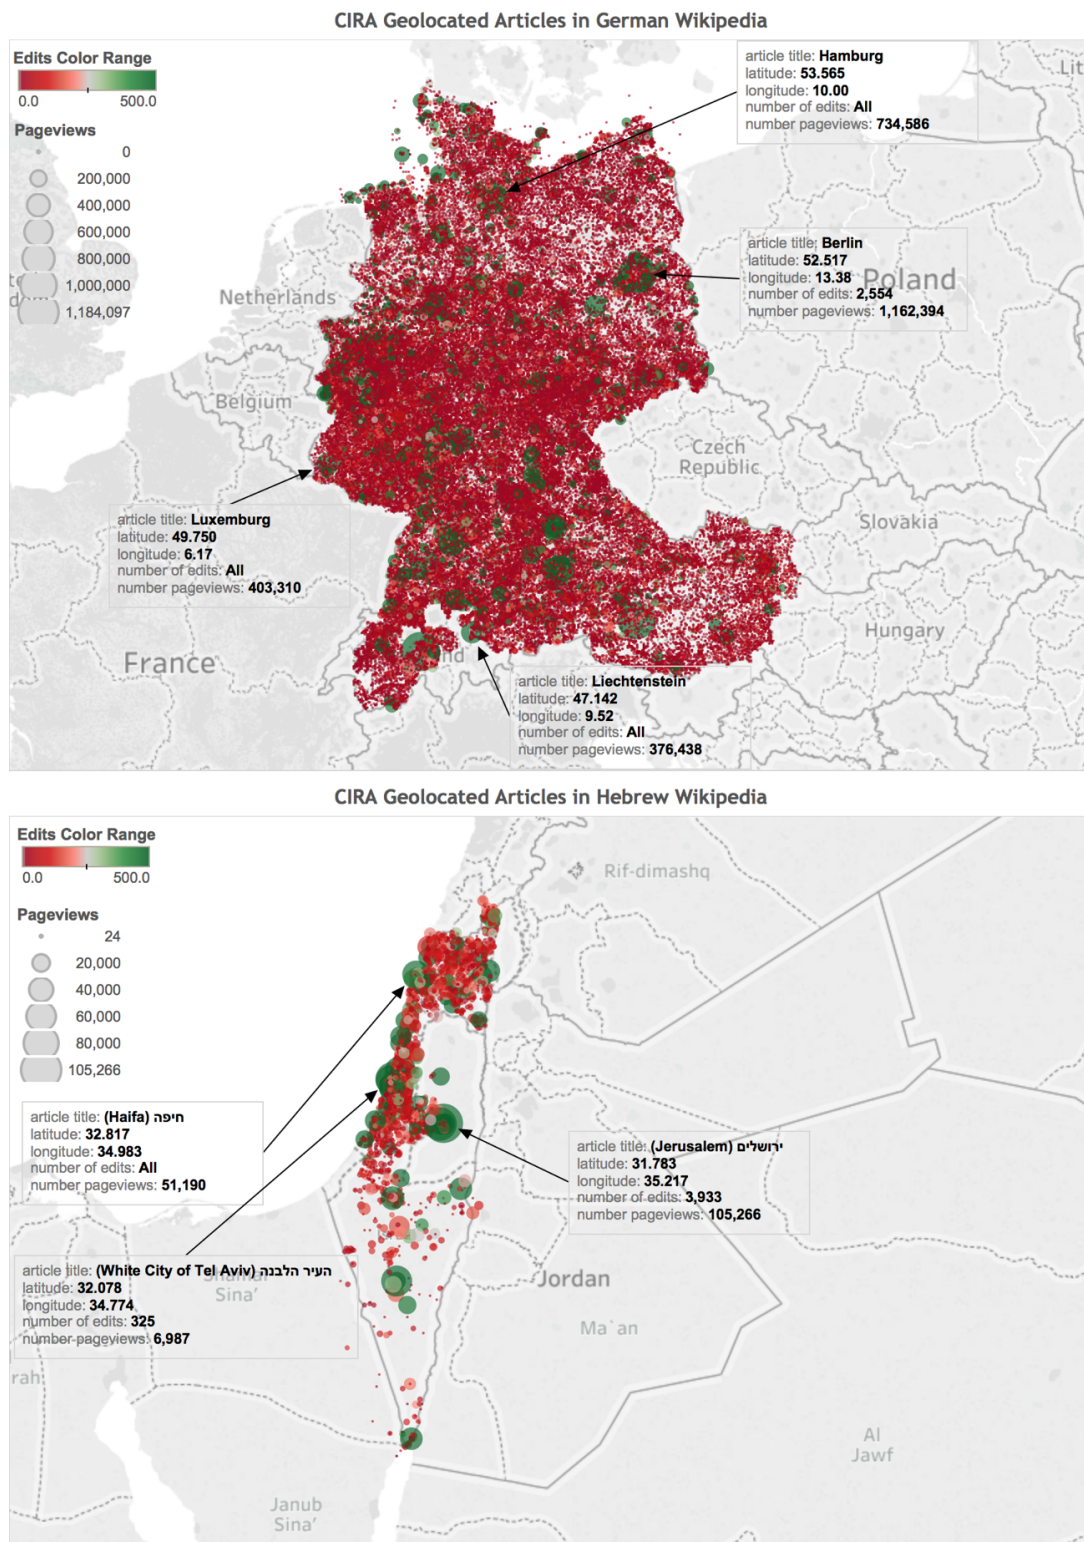 CIRA Geolocated Articles in German Wikipedia
Edits Color Range
0.0 500.0
Pageviews
0
200,000
400,000
600,000
800,000
1,000,000
1,184,097
article title: Hamburg
latitude: 53.565
longitude: 10.00
number of edits: All
number pageviews: 734,586
Lit
article title: Berlin
latitude: 52.517
longitude: 13.38
number of edits: 2,554
number pageviews: 1,162,394
Poland
Netherlands
Belgium
Czech
Republic
Slovakia
article title: Luxemburg
latitude: 49.750
longitude: 6.17
number of edits: All
number pageviews: 403,310
Hungary
France
nd
article title: Liechtenstein
latitude: 47.142
longitude: 9.52
number of edits: All
number pageviews: 376,438
CIRA Geolocated Articles in Hebrew Wikipedia
Edits Color Range
0.0 500.0
Pageviews
24
20,000
40,000
60,000
80,000
105,266
Rif-dimashq
article title: (Haifa) חיפה
latitude: 32.817
longitude: 34.983
number of edits: All
number pageviews: 51,190
article title: (Jerusalem) ירושלים
latitude: 31.783
longitude: 35.217
number of edits: 3,933
number pageviews: 105,266
article title: (White City of Tel Aviv) העיר הלבנה
latitude: 32.078
longitude: 34.774
number of edits: 325
number pageviews: 6,987
Shamal
Sina'
Jordan
Ma`an
rah
Al
Jawf
Janub
Sina'